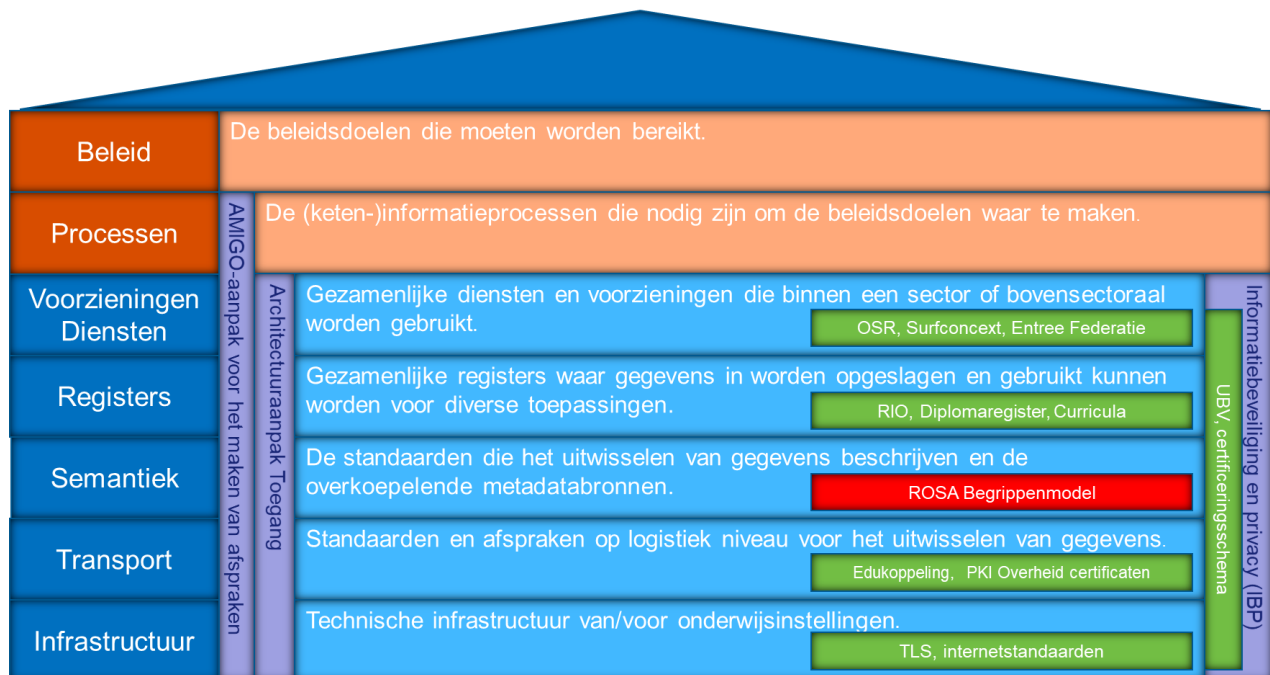 Beleid
De beleidsdoelen die moeten worden bereikt.
Processen
De (keten-)informatieprocessen die nodig zijn om de beleidsdoelen waar te maken.
AMIGO-aanpak voor het maken van afspraken
Architectuuraanpak Toegang
Voorzieningen
Diensten
Gezamenlijke diensten en voorzieningen die binnen een sector of bovensectoraal
worden gebruikt.
OSR, Surfconcext, Entree Federatie
Registers
Gezamenlijke registers waar gegevens in worden opgeslagen en gebruikt kunnen
worden voor diverse toepassingen.
RIO, Diplomaregister, Curricula
Semantiek
De standaarden die het uitwisselen van gegevens beschrijven en de
overkoepelende metadatabronnen.
ROSA Begrippenmodel
Transport
Standaarden en afspraken op logistiek niveau voor het uitwisselen van gegevens.
Edukoppeling, PKI Overheid certificaten
Infrastructuur
Technische infrastructuur van/voor onderwijsinstellingen.
TLS, internetstandaarden
UBV, certificeringsschema
Informatiebeveiliging en privacy (IBP)